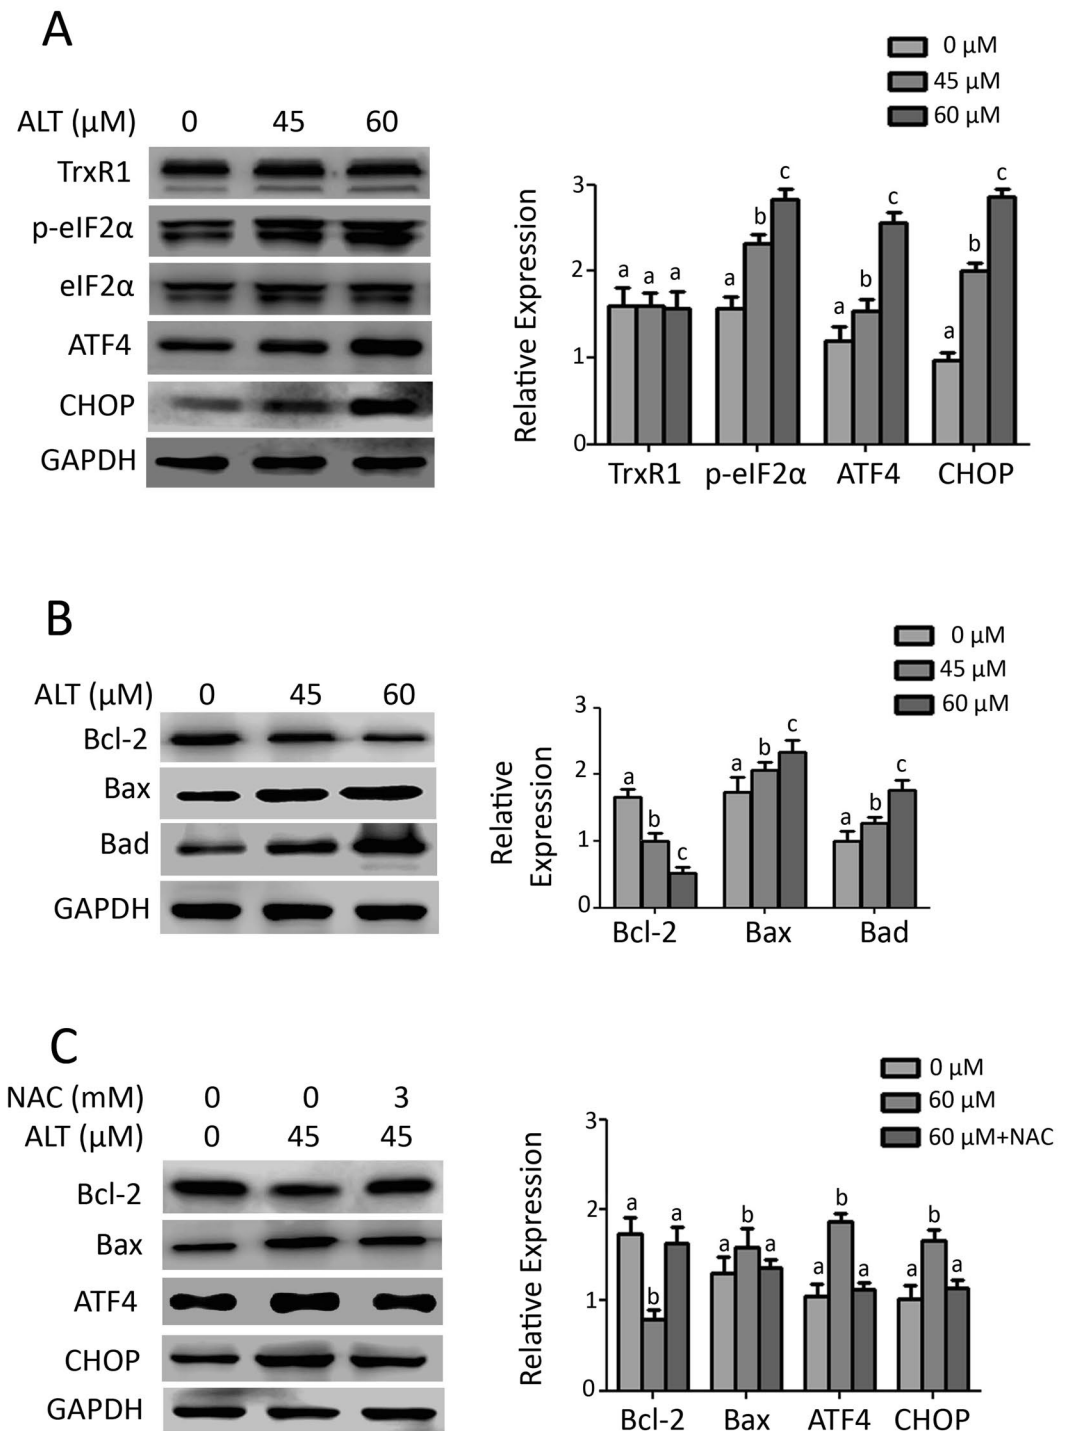 A
ALT (µM) 0 45 60
TrxR1
p-eIF2α
eIF2α
ATF4
CHOP
GAPDH
0 µM
45 µM
60 µM
Relative Expression
3
2
1
0
a a a a b c a b c a b c
TrxR1 p-eIF2α ATF4 CHOP
B
ALT (µM) 0 45 60
Bcl-2
Bax
Bad
GAPDH
0 µM
45 µM
60 µM
Relative
Expression
3
2
1
0
a b c a b c a b c
Bcl-2 Bax Bad
C
NAC (mM) 0 0 3
ALT (µM) 0 45 45
Bcl-2
Bax
ATF4
CHOP
GAPDH
0 µM
60 µM
60 µM+NAC
Relative Expression
3
2
1
0
a b a a b a a b a a b a
Bcl-2 Bax ATF4 CHOP